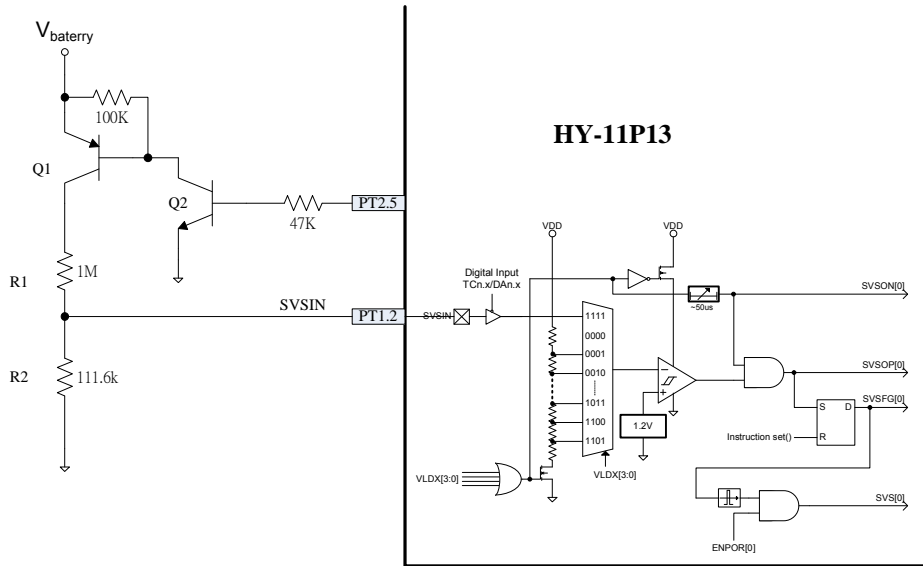 V baterry
100K
HY-11P13
Q1
Q2
47K
PT2.5
VDD
VDD
Digital Input
TCn.x/DAn.x
R1
1M
~50us
SVSON[0]
SVSIN
PT1.2
SVSIN
1111
0000
0001
0010
1011
1100
1101
R2
111.6k
SVSOP[0]
SVSFG[0]
1.2V
S
D
R
Instruction set()
VLDX[3:0]
VLDX[3:0]
SVS[0]
ENPOR[0]